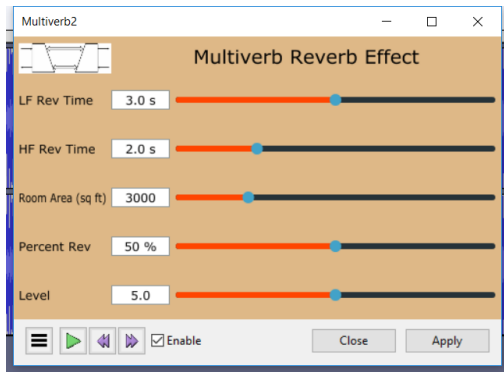 Multiverb2
Multiverb Reverb Effect
LF Rev Time 3.0 s
HF Rev Time 2.0 s
Room Area (sq ft) 3000
Percent Rev 50 %
Level 5.0
Enable Close Apply